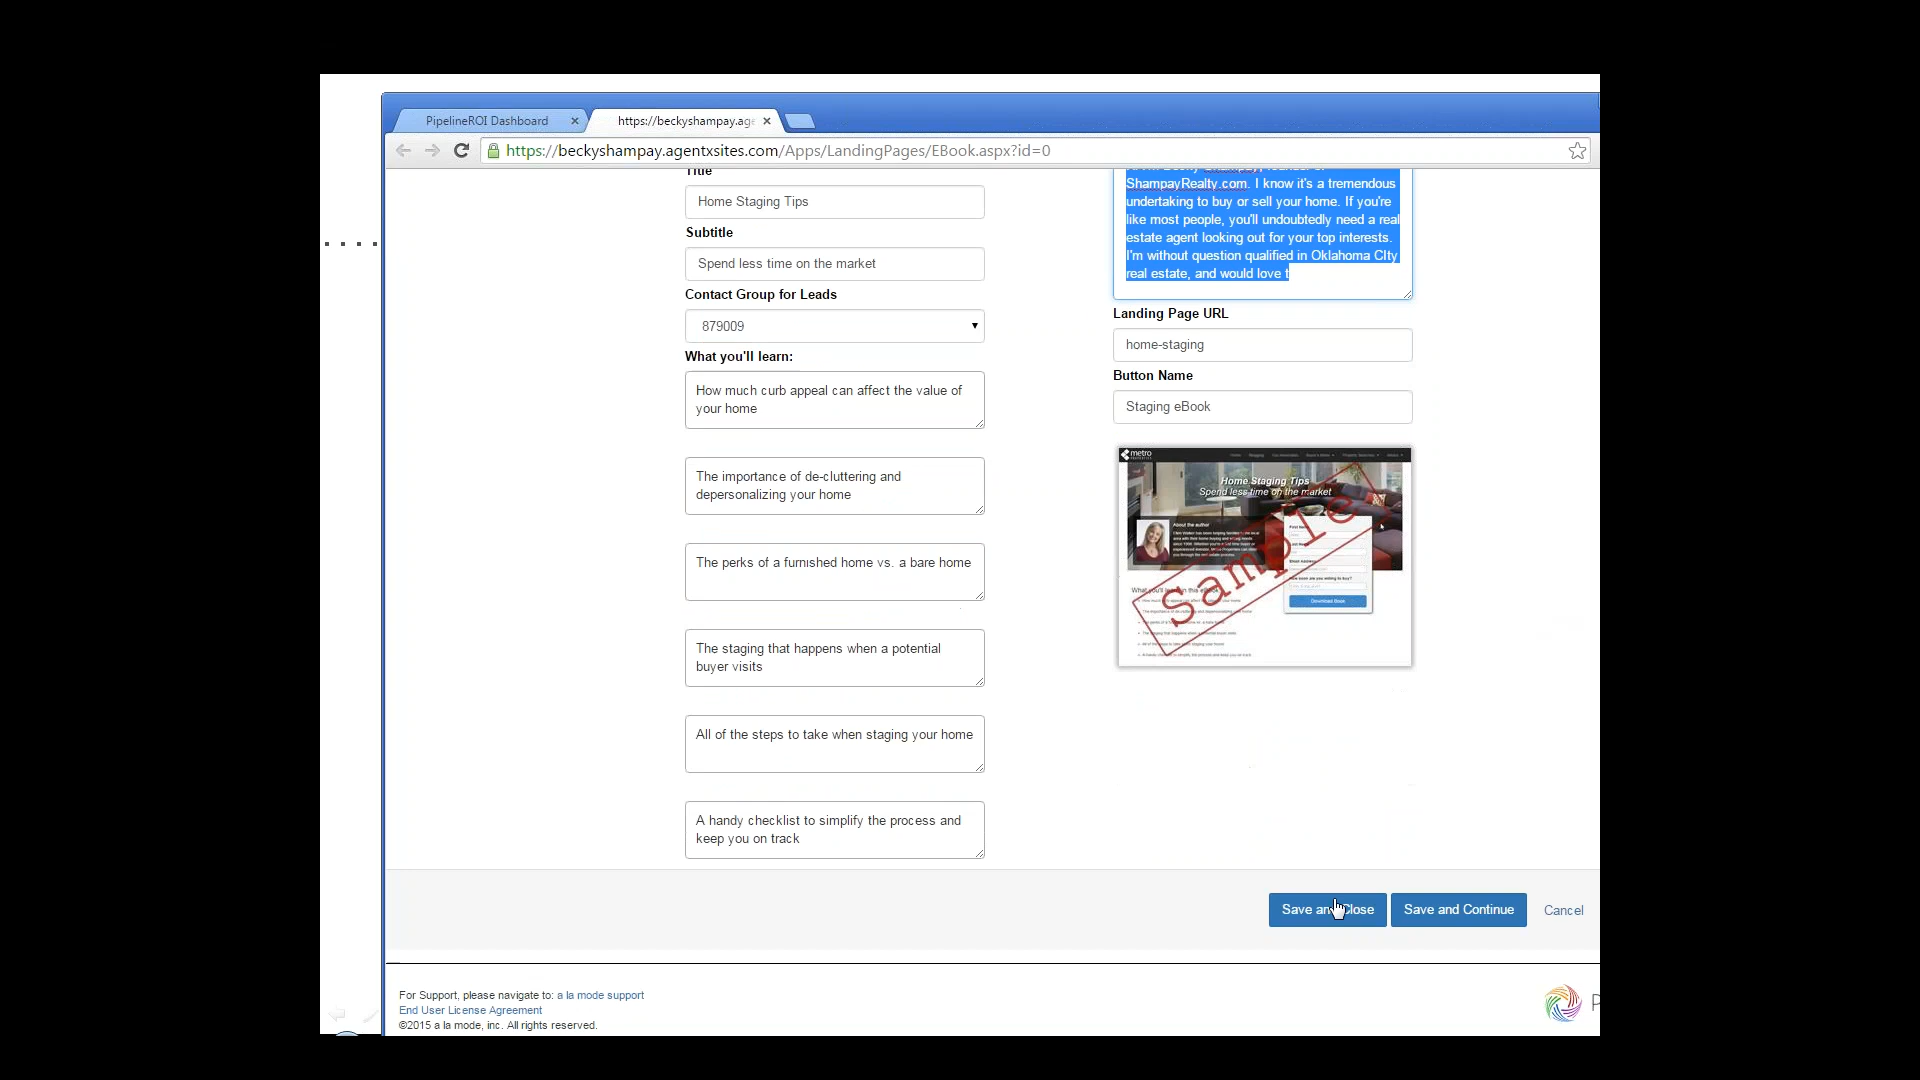 PipelineROI Dashboard
https://beckyshampay.age
https://beckyshampay.agentxsites.com/Apps/LandingPages/EBook.aspx?id=0
Title
Home Staging Tips
Subtitle
Spend less time on the market
Contact Group for Leads
879009
What you'll learn:
How much curb appeal can affect the value of
your home
The importance of de-cluttering and
depersonalizing your home
The perks of a furnished home vs. a bare home
The staging that happens when a potential
buyer visits
All of the steps to take when staging your home
A handy checklist to simplify the process and
keep you on track
ShampayRealty.com. I know it's a tremendous
undertaking to buy or sell your home. If you're
like most people, you'll undoubtedly need a real
estate agent looking out for your top interests.
I'm without question qualified in Oklahoma CIty
real estate, and would love t
Landing Page URL
home-staging
Button Name
Staging eBook
metro
Home Staging Tips
Spend less time on the market
About the author
Sample
Download Book
Save and Close
Save and Continue
Cancel
For Support, please navigate to: a la mode support
End User License Agreement
©2015 a la mode, inc. All rights reserved.
P